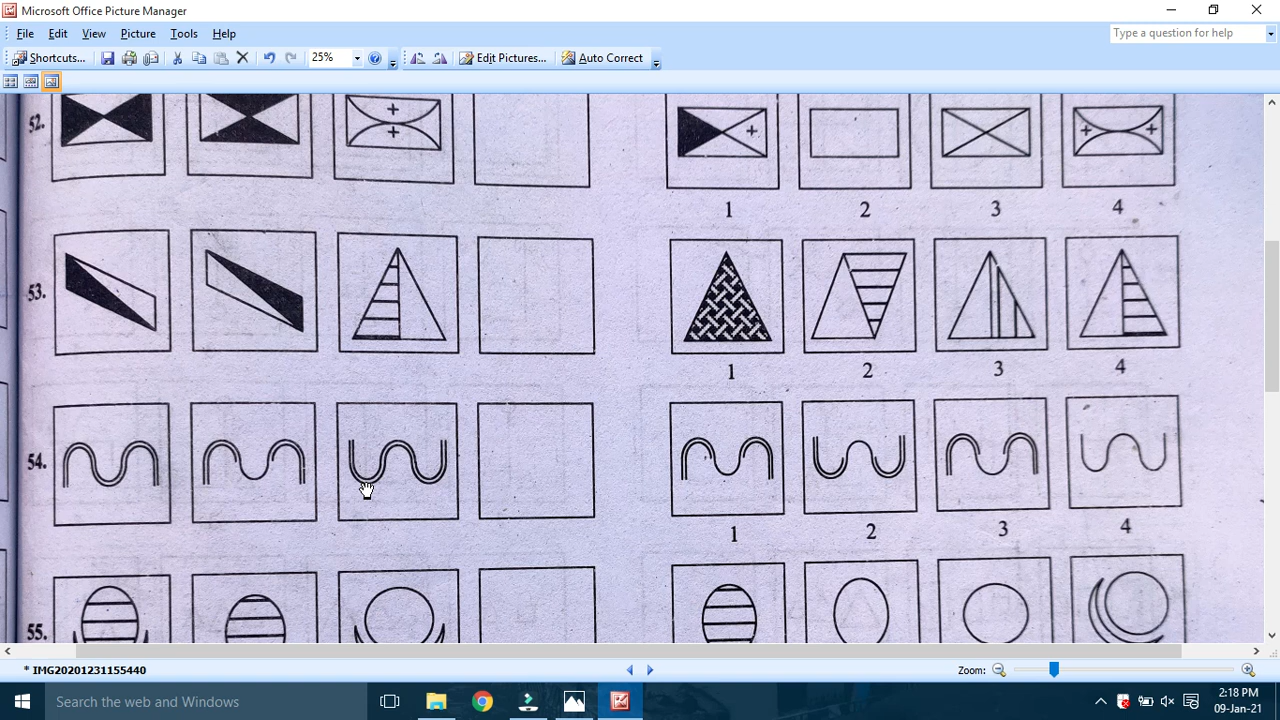 Microsoft Office Picture Manager
File Edit View Picture Tools Help
Type a question for help
Shortcuts... 25% Edit Pictures... Auto Correct
52. + + + + +
1 2 3 4
53.
1 2 3 4
54.
1 2 3 4
55.
* IMG20201231155440
Zoom:
Search the web and Windows
2:18 PM
09-Jan-21